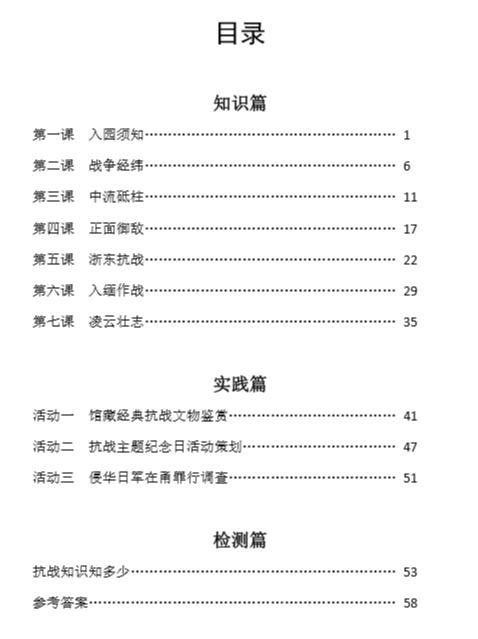 目录
知识篇
第一课 入园须知………………………………………………… 1
第二课 战争经纬………………………………………………… 6
第三课 中流砥柱………………………………………………… 11
第四课 正面御敌………………………………………………… 17
第五课 浙东抗战………………………………………………… 22
第六课 入缅作战………………………………………………… 29
第七课 凌云壮志………………………………………………… 35
实践篇
活动一 馆藏经典抗战文物鉴赏……………………………… 41
活动二 抗战主题纪念日活动策划…………………………… 47
活动三 侵华日军在甬罪行调查……………………………… 51
检测篇
抗战知识知多少………………………………………………… 53
参考答案………………………………………………………… 58